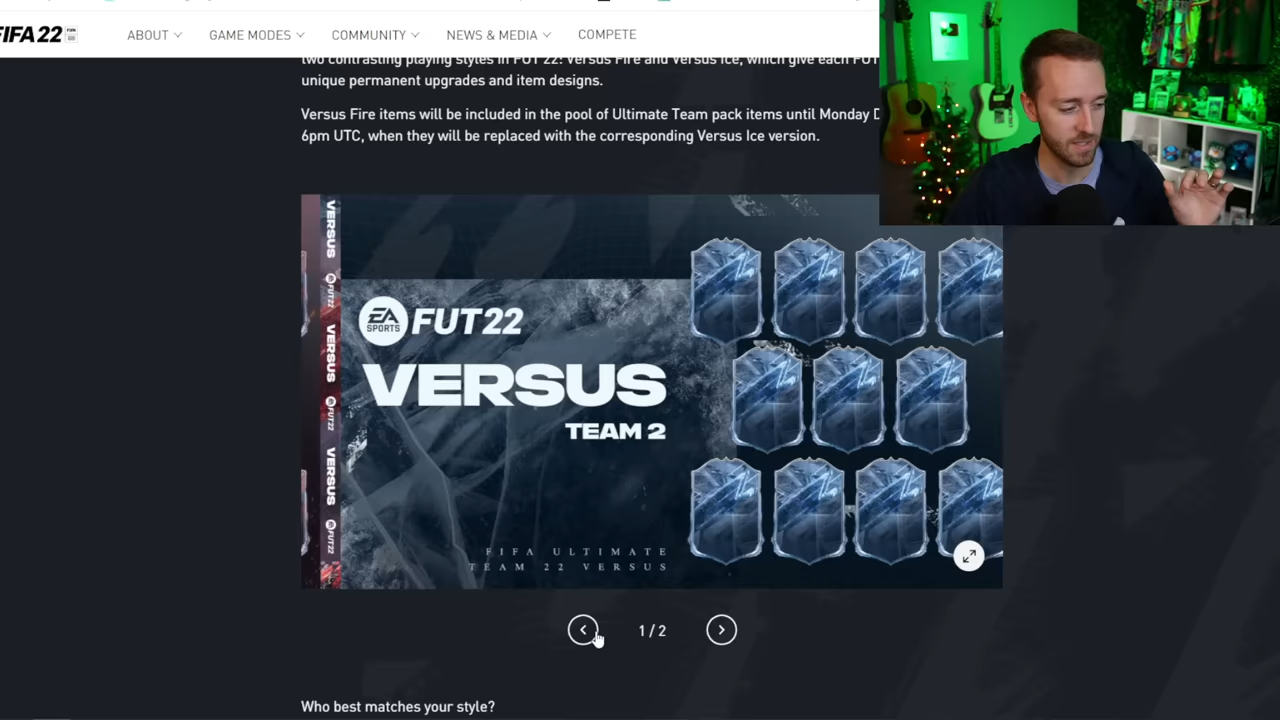 FIFA 22
ABOUT
GAME MODES
COMMUNITY
NEWS & MEDIA
COMPETE
two contrasting playing styles in FUT 22: Versus Fire and Versus Ice, which give each FUT
unique permanent upgrades and item designs.
Versus Fire items will be included in the pool of Ultimate Team pack items until Monday D
6pm UTC, when they will be replaced with the corresponding Versus Ice version.
VERSUS
FUT22
VERSUS
FUT22
VERSUS
FUT22
EA
SPORTS
FUT22
VERSUS
TEAM 2
FIFA ULTIMATE
TEAM 22 VERSUS
1 / 2
Who best matches your style?